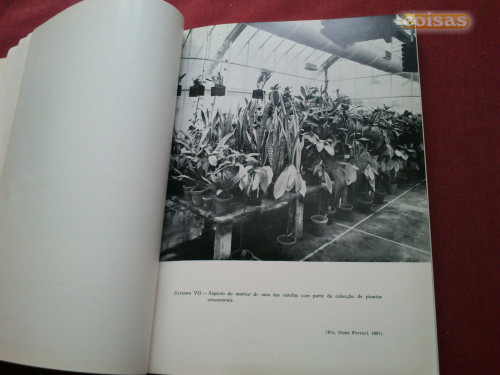 coisas
ESTAMPA VII — Aspecto do interior de uma das estufas com parte da colecção de plantas
ornamentais.
(Fot. Nuno Ferrari, 1967).